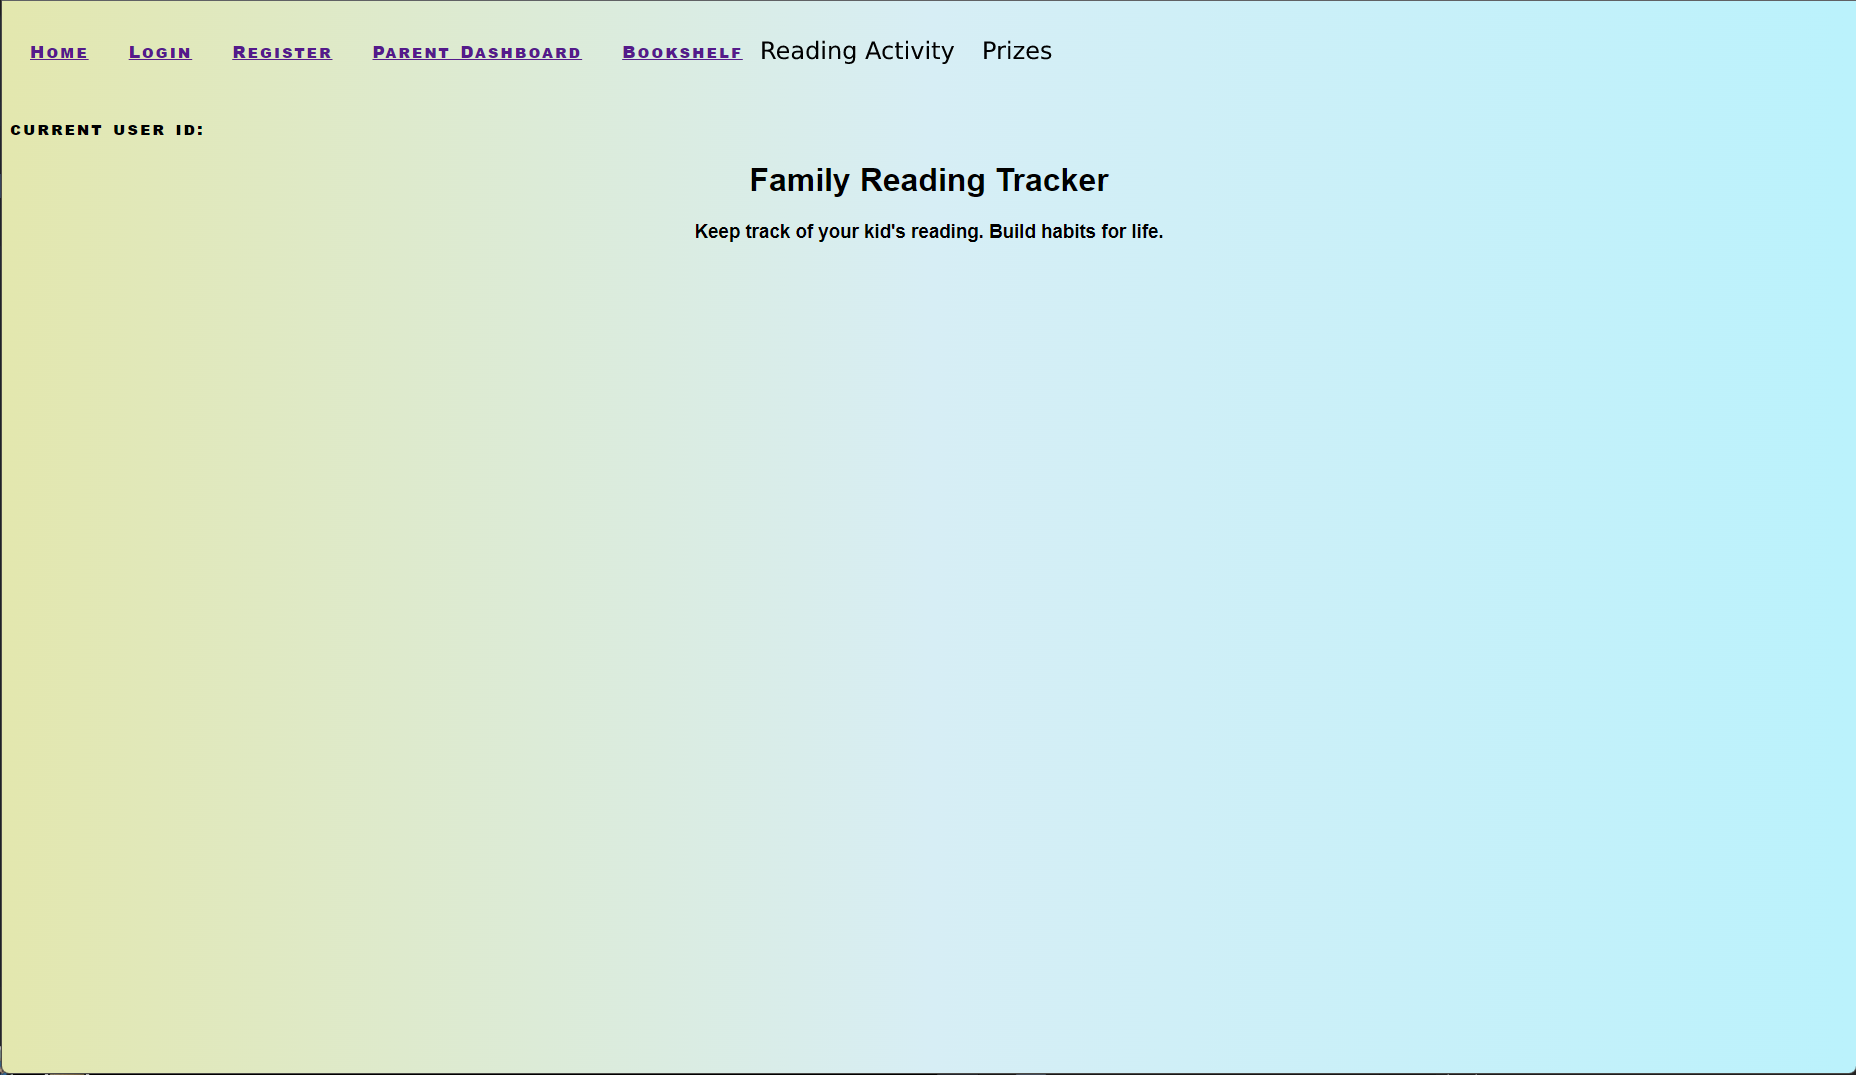 Home Login Register Parent Dashboard Bookshelf Reading Activity Prizes
current user id:
Family Reading Tracker
Keep track of your kid's reading. Build habits for life.